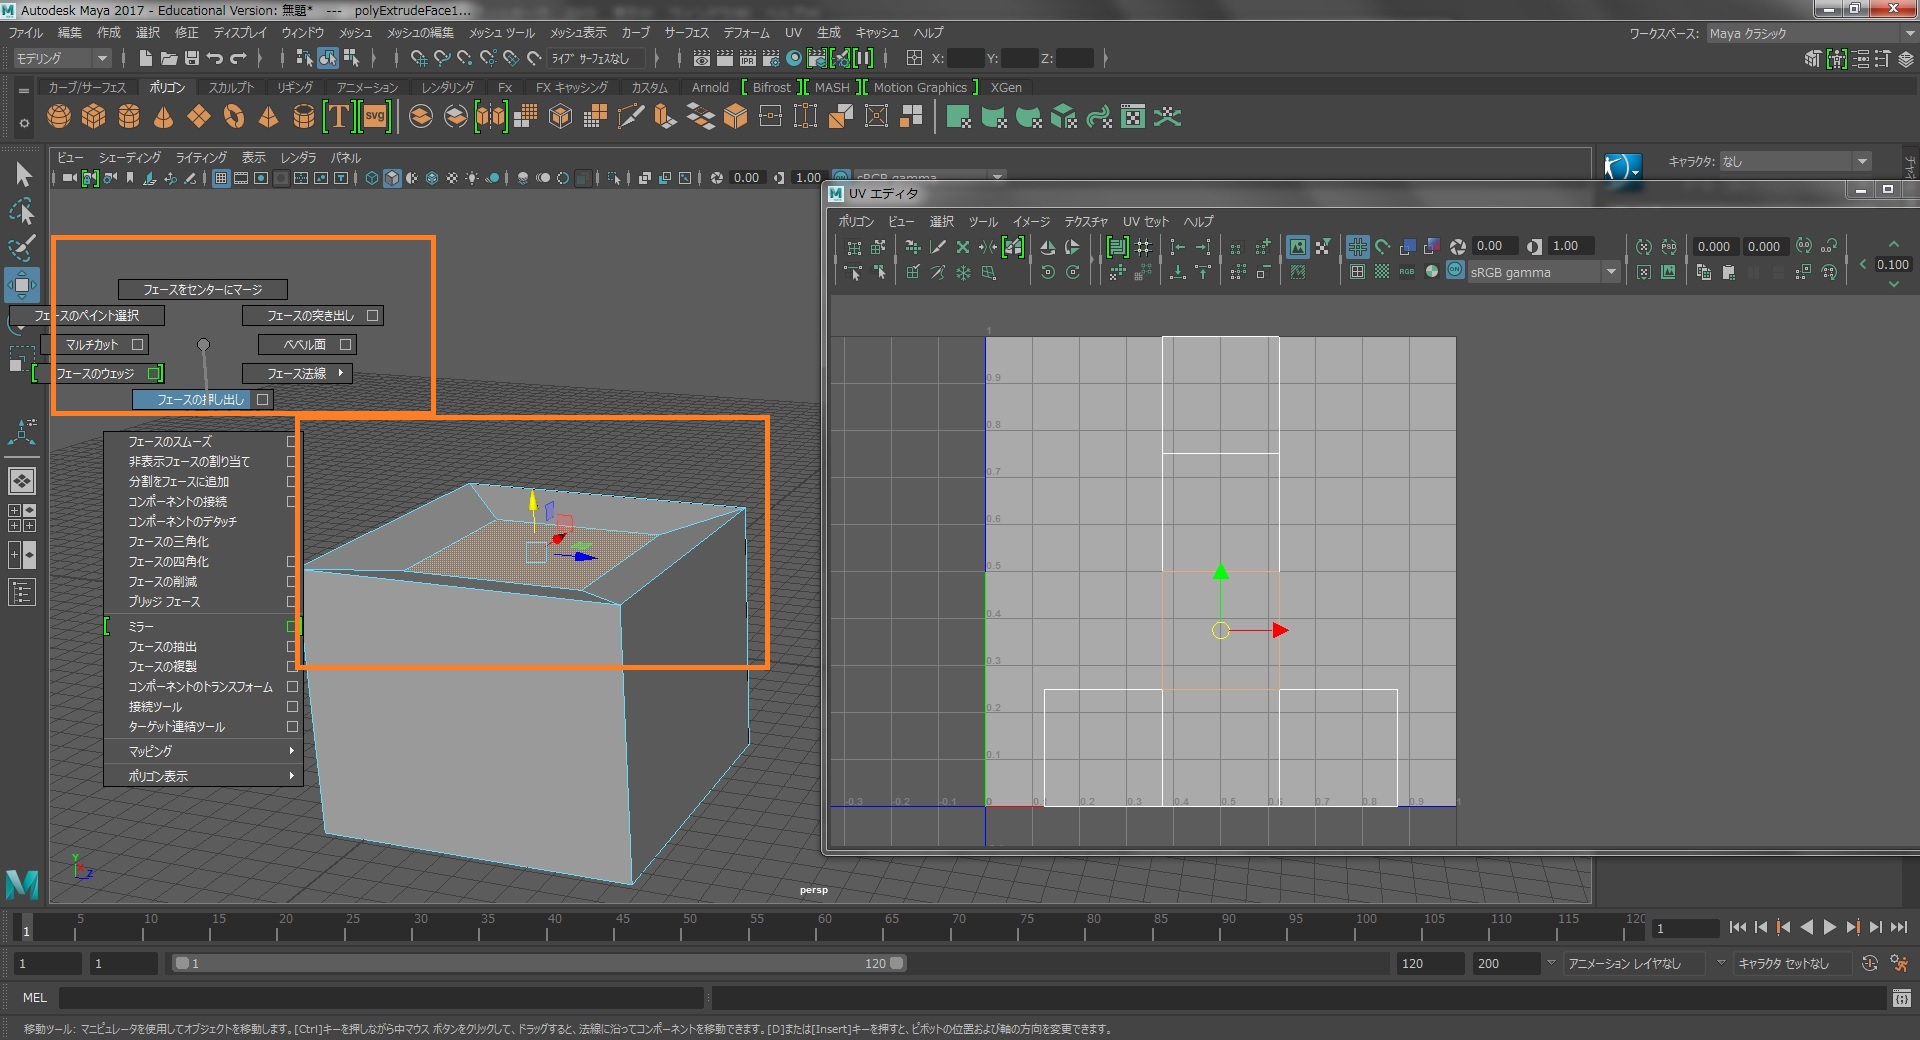 Autodesk Maya 2017 - Educational Version: 無題*   ---   polyExtrudeFace1...
ファイル 編集 作成 選択 修正 ディスプレイ ウィンドウ メッシュ メッシュの編集 メッシュ ツール メッシュ表示 カーブ サーフェス デフォーム UV 生成 キャッシュ ヘルプ
ワークスペース: Maya クラシック
モデリング
ライブ サーフェスなし
X: Y: Z:
カーブ/サーフェス ポリゴン スカルプト リギング アニメーション レンダリング Fx FX キャッシング カスタム Arnold Bifrost MASH Motion Graphics XGen
T svg
ビュー シェーディング ライティング 表示 レンダラ パネル
キャラクタ: なし
0.00 1.00 sRGB gamma
UV エディタ
ポリゴン ビュー 選択 ツール イメージ テクスチャ UV セット ヘルプ
0.00 1.00 0.000 0.000
RGB ON sRGB gamma 0.100
フェースをセンターにマージ
フェースのペイント選択
フェースの突き出し
マルチカット
ベベル面
フェースのウェッジ
フェース法線
フェースの押し出し
フェースのスムーズ
非表示フェースの割り当て
分割をフェースに追加
コンポーネントの接続
コンポーネントのデタッチ
フェースの三角化
フェースの四角化
フェースの削減
ブリッジ フェース
ミラー
フェースの抽出
フェースの複製
コンポーネントのトランスフォーム
接続ツール
ターゲット連結ツール
マッピング
ポリゴン表示
1
0.9
0.8
0.7
0.6
0.5
0.4
0.3
0.2
0.1
-0.3 -0.2 -0.1 0 0.1 0.2 0.3 0.4 0.5 0.6 0.7 0.8 0.9 1
Y
Z
persp
5 10 15 20 25 30 35 40 45 50 55 60 65 70 75 80 85 90 95 100 105 110 115 120
1
1
1 1 1 120 120 200 アニメーション レイヤなし キャラクタ セットなし
MEL
移動ツール: マニピュレータを使用してオブジェクトを移動します。[Ctrl]キーを押しながら中マウス ボタンをクリックして、ドラッグすると、法線に沿ってコンポーネントを移動できます。[D]または[Insert]キーを押すと、ピボットの位置および軸の方向を変更できます。